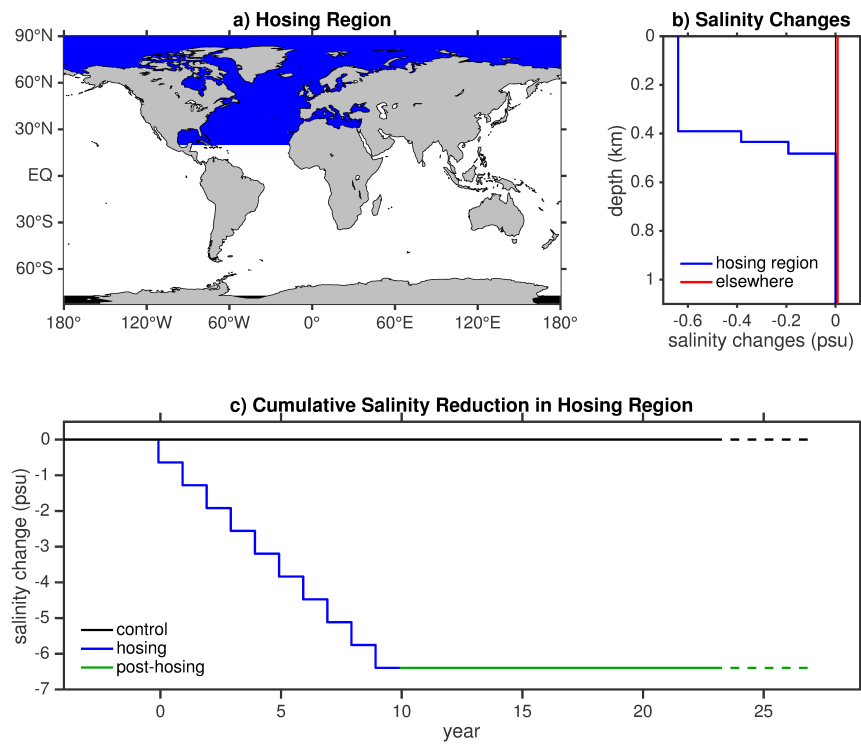 a) Hosing Region
90°N
60°N
30°N
EQ
30°S
60°S
180° 120°W 60°W 0° 60°E 120°E 180°
b) Salinity Changes
0
0.2
0.4
0.6
0.8
1
depth (km)
hosing region
elsewhere
-0.6 -0.4 -0.2 0
salinity changes (psu)
c) Cumulative Salinity Reduction in Hosing Region
0
-1
-2
-3
-4
-5
-6
-7
salinity change (psu)
control
hosing
post-hosing
0 5 10 15 20 25
year